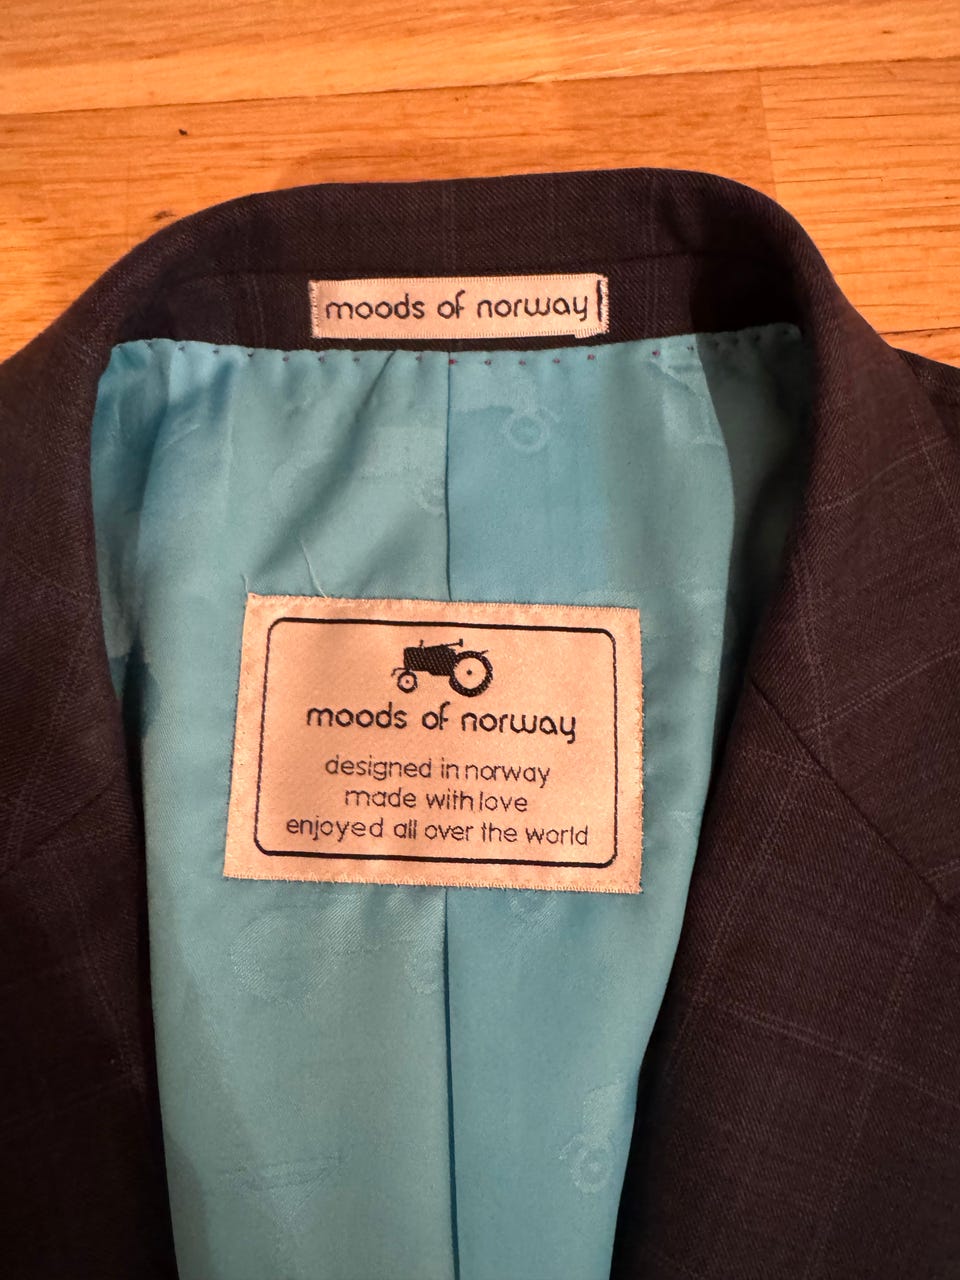 moods of norway
moods of norway
designed in norway
made with love
enjoyed all over the world